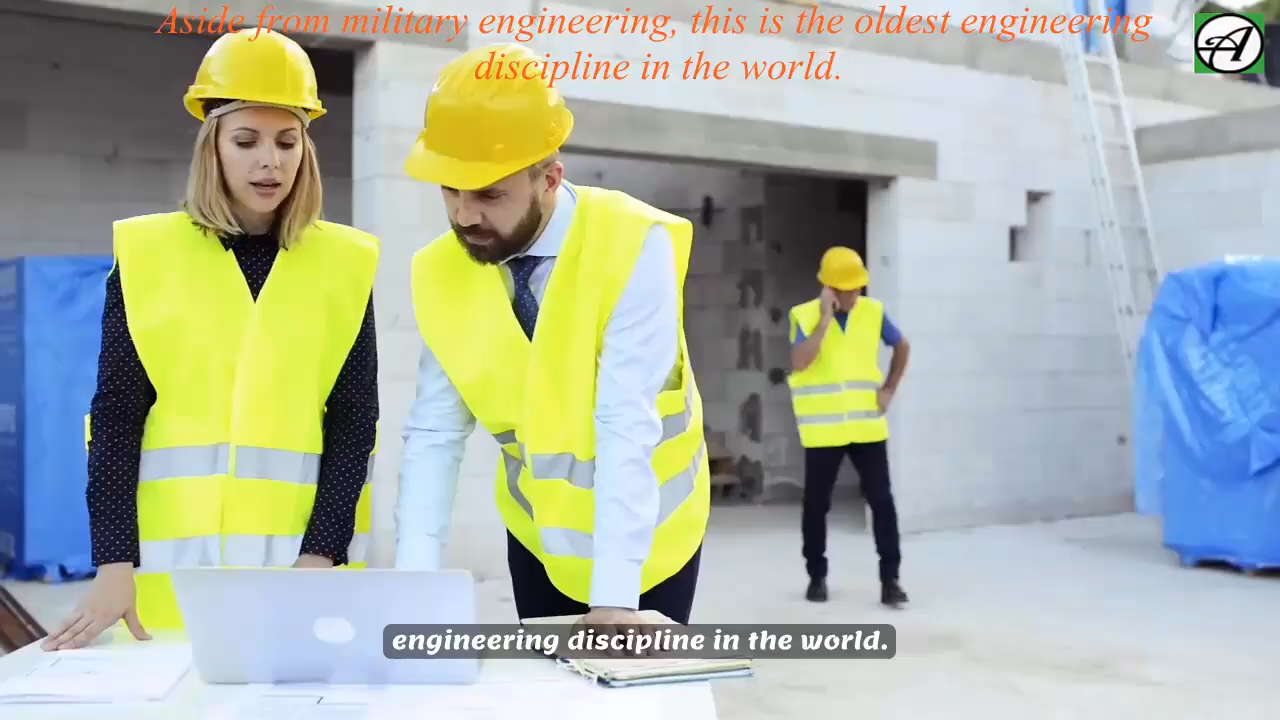 Aside from military engineering, this is the oldest engineering
discipline in the world.
A
engineering discipline in the world.